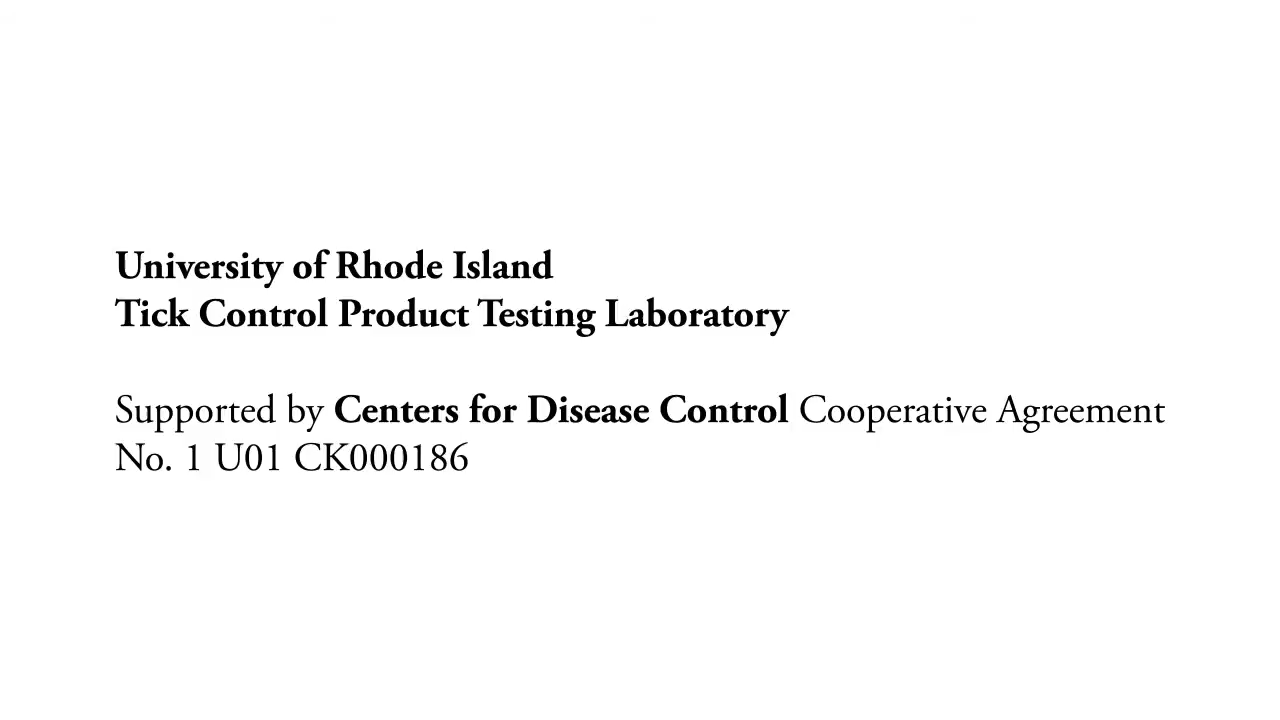 University of Rhode Island
Tick Control Product Testing Laboratory
Supported by Centers for Disease Control Cooperative Agreement
No. 1 U01 CK000186